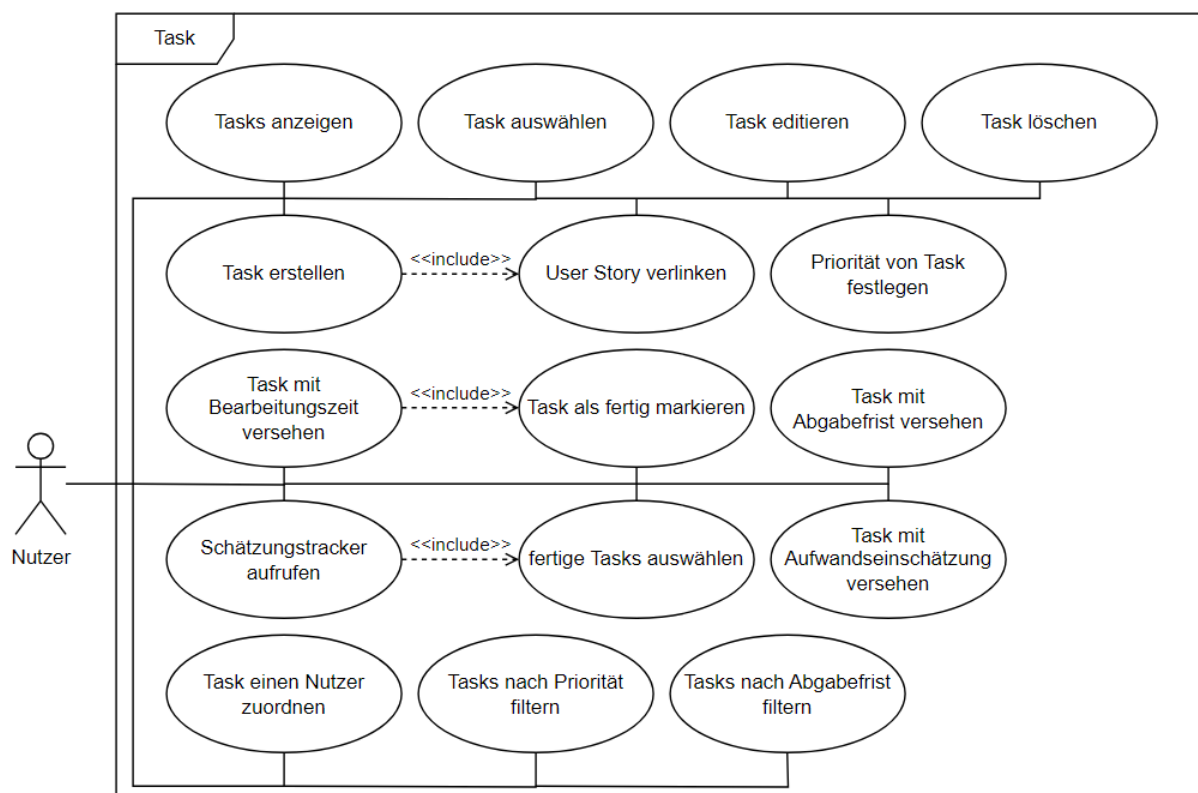 Task
Tasks anzeigen
Task auswählen
Task editieren
Task löschen
Task erstellen
<<include>>
User Story verlinken
Priorität von Task
festlegen
Task mit
Bearbeitungszeit
versehen
<<include>>
Task als fertig markieren
Task mit
Abgabefrist versehen
Nutzer
Schätzungstracker
aufrufen
<<include>>
fertige Tasks auswählen
Task mit
Aufwandseinschätzung
versehen
Task einen Nutzer
zuordnen
Tasks nach Priorität
filtern
Tasks nach Abgabefrist
filtern